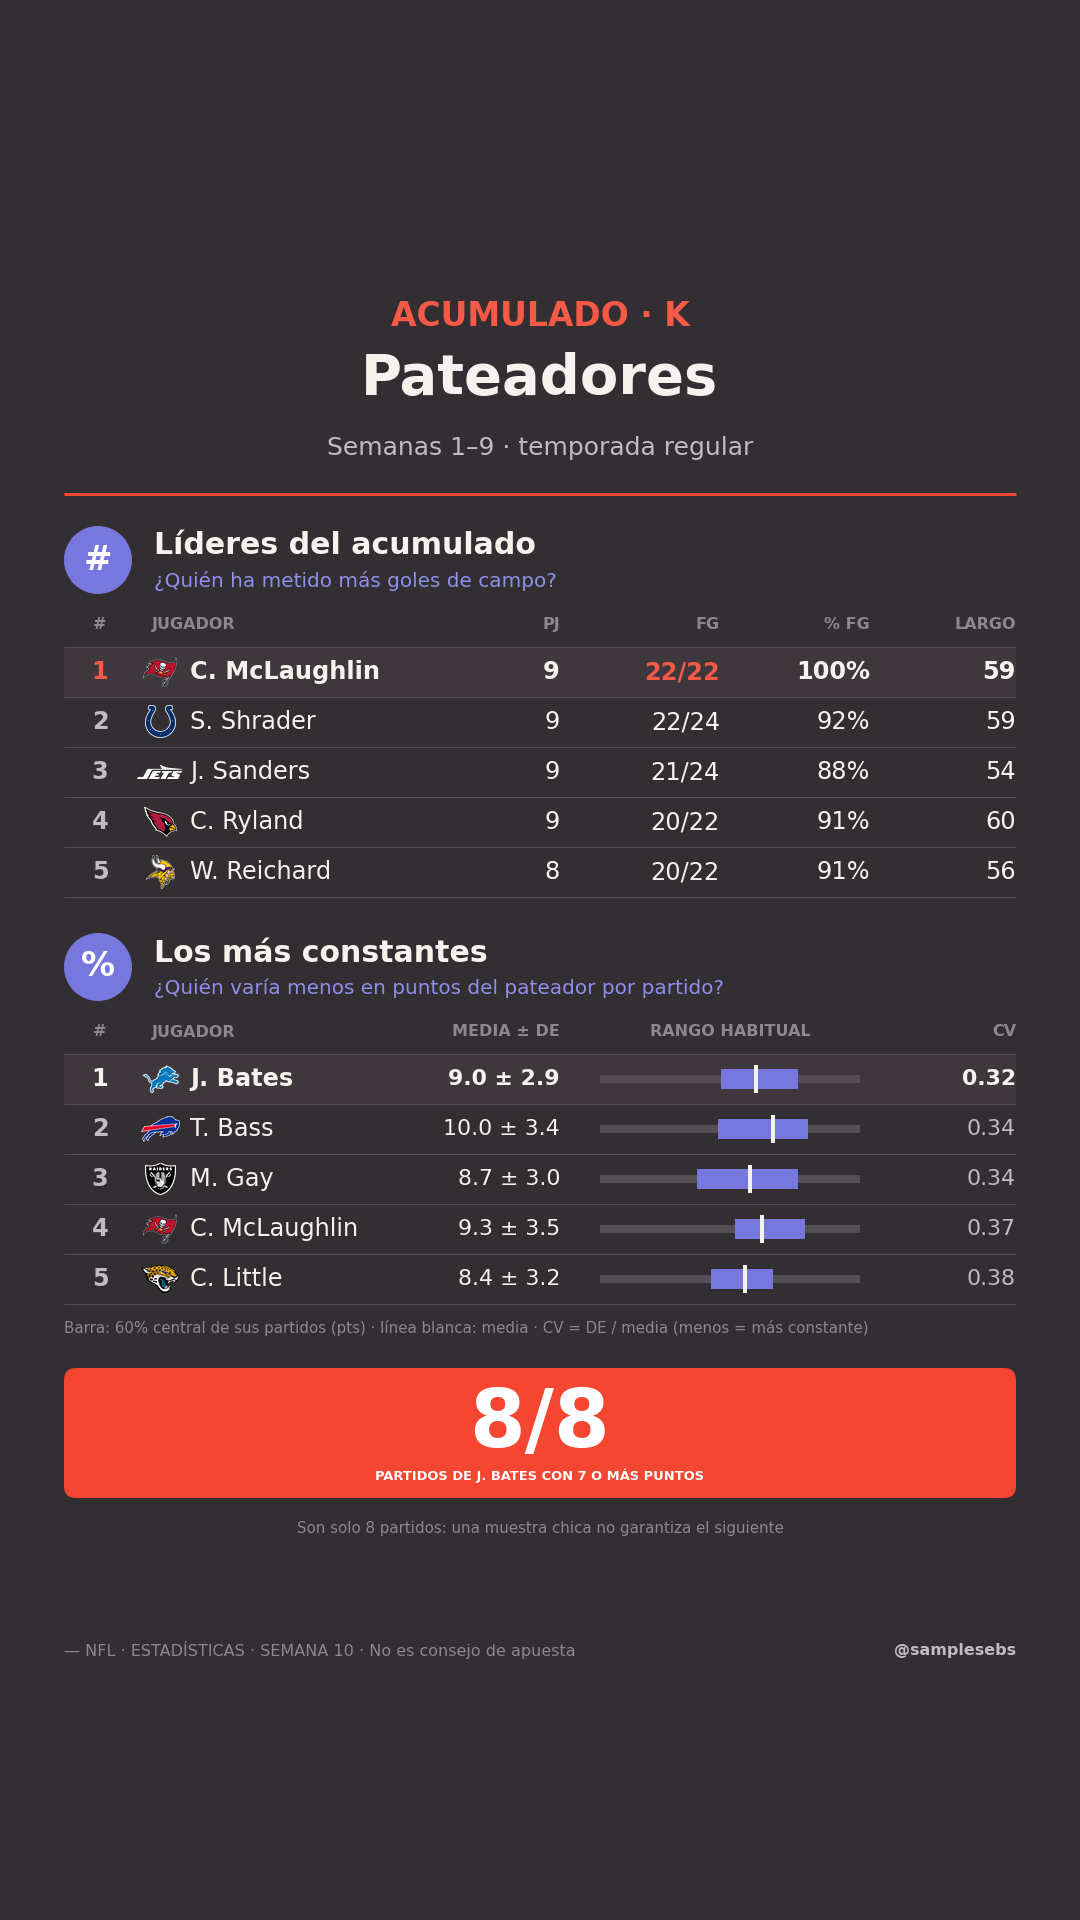 ACUMULADO · K
Pateadores
Semanas 1–9 · temporada regular
#
Líderes del acumulado
¿Quién ha metido más goles de campo?
# JUGADOR PJ FG % FG LARGO
1 C. McLaughlin 9 22/22 100% 59
2 S. Shrader 9 22/24 92% 59
3 JETS J. Sanders 9 21/24 88% 54
4 C. Ryland 9 20/22 91% 60
5 W. Reichard 8 20/22 91% 56
%
Los más constantes
¿Quién varía menos en puntos del pateador por partido?
# JUGADOR MEDIA ± DE RANGO HABITUAL CV
1 J. Bates 9.0 ± 2.9 0.32
2 T. Bass 10.0 ± 3.4 0.34
3 RAIDERS M. Gay 8.7 ± 3.0 0.34
4 C. McLaughlin 9.3 ± 3.5 0.37
5 C. Little 8.4 ± 3.2 0.38
Barra: 60% central de sus partidos (pts) · línea blanca: media · CV = DE / media (menos = más constante)
8/8
PARTIDOS DE J. BATES CON 7 O MÁS PUNTOS
Son solo 8 partidos: una muestra chica no garantiza el siguiente
— NFL · ESTADÍSTICAS · SEMANA 10 · No es consejo de apuesta
@samplesebs